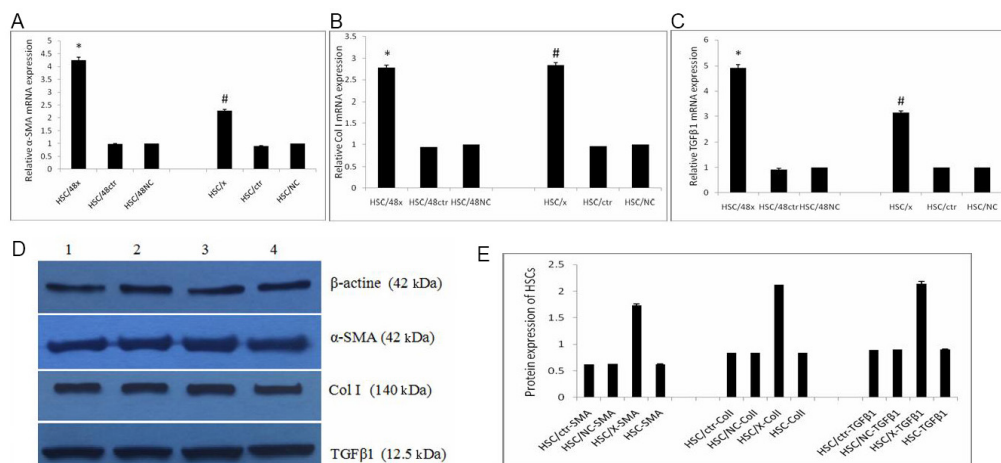 A
Relative α-SMA mRNA expression
5
4.5
4
3.5
3
2.5
2
1.5
1
0.5
0
*
#
HSC/48x
HSC/48ctr
HSC/48NC
HSC/x
HSC/ctr
HSC/NC
B
Relative Col I mRNA expression
3.5
3
2.5
2
1.5
1
0.5
0
*
#
HSC/48x
HSC/48ctr
HSC/48NC
HSC/x
HSC/ctr
HSC/NC
C
Relative TGFβ1 mRNA expression
6
5
4
3
2
1
0
*
#
HSC/48x
HSC/48ctr
HSC/48NC
HSC/x
HSC/ctr
HSC/NC
D
1 2 3 4
β-actine (42 kDa)
α-SMA (42 kDa)
Col I (140 kDa)
TGFβ1 (12.5 kDa)
E
Protein expression of HSCs
2.5
2
1.5
1
0.5
0
HSC/ctr-SMA
HSC/NC-SMA
HSC/X-SMA
HSC-SMA
HSC/ctr-ColI
HSC/NC-ColI
HSC/X-ColI
HSC-ColI
HSC/ctr-TGFβ1
HSC/NC-TGFβ1
HSC/X-TGFβ1
HSC-TGFβ1